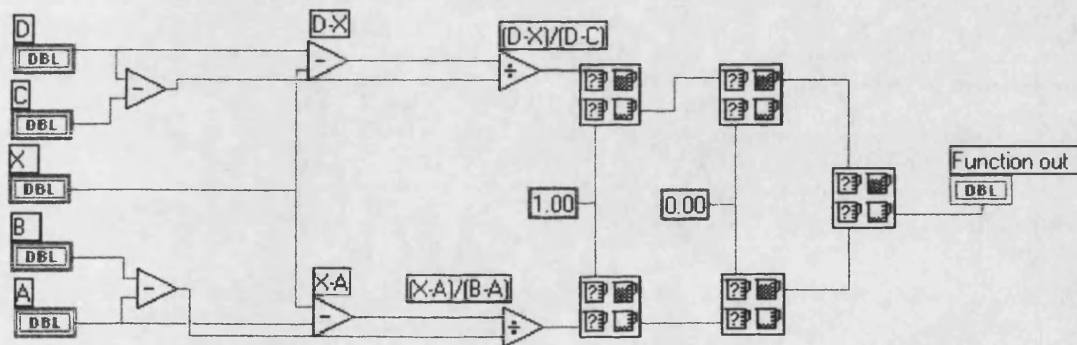 D
DBL
C
DBL
X
DBL
B
DBL
A
DBL
D-X
(D-X)/(D-C)
-
-
÷
1.00
0.00
X-A
(X-A)/(B-A)
-
-
÷
? ?
? ?
? ?
? ?
? ?
Function out
DBL